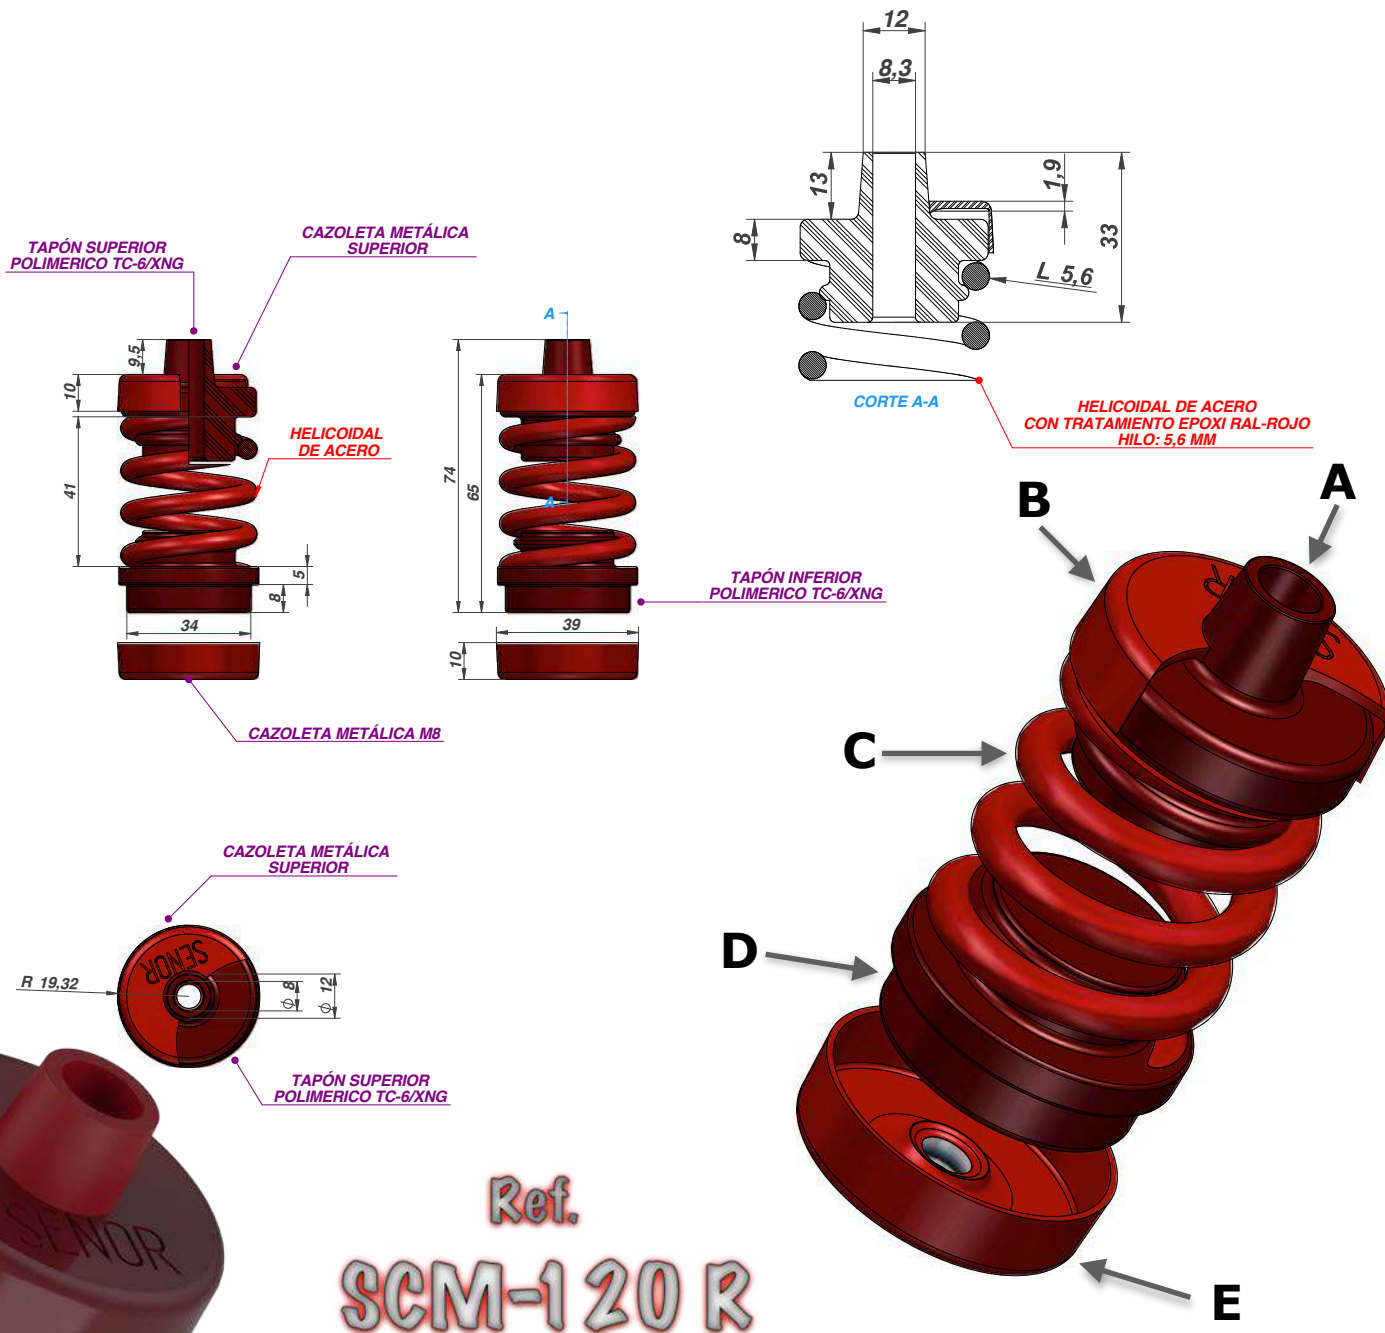 12
8,3
13
8
1,9
33
L 5,6
CORTE A-A
HELICOIDAL DE ACERO
CON TRATAMIENTO EPOXI RAL-ROJO
HILO: 5,6 MM
TAPÓN SUPERIOR
POLIMERICO TC-6/XNG
CAZOLETA METÁLICA
SUPERIOR
9,5
10
41
5
8
34
10
HELICOIDAL
DE ACERO
A
A
74
65
39
TAPÓN INFERIOR
POLIMERICO TC-6/XNG
CAZOLETA METÁLICA M8
A
B
C
D
E
CAZOLETA METÁLICA
SUPERIOR
SENOR
R 19,32
ϕ 8
ϕ 12
TAPÓN SUPERIOR
POLIMERICO TC-6/XNG
SENOR
Ref.
SCM-120 R